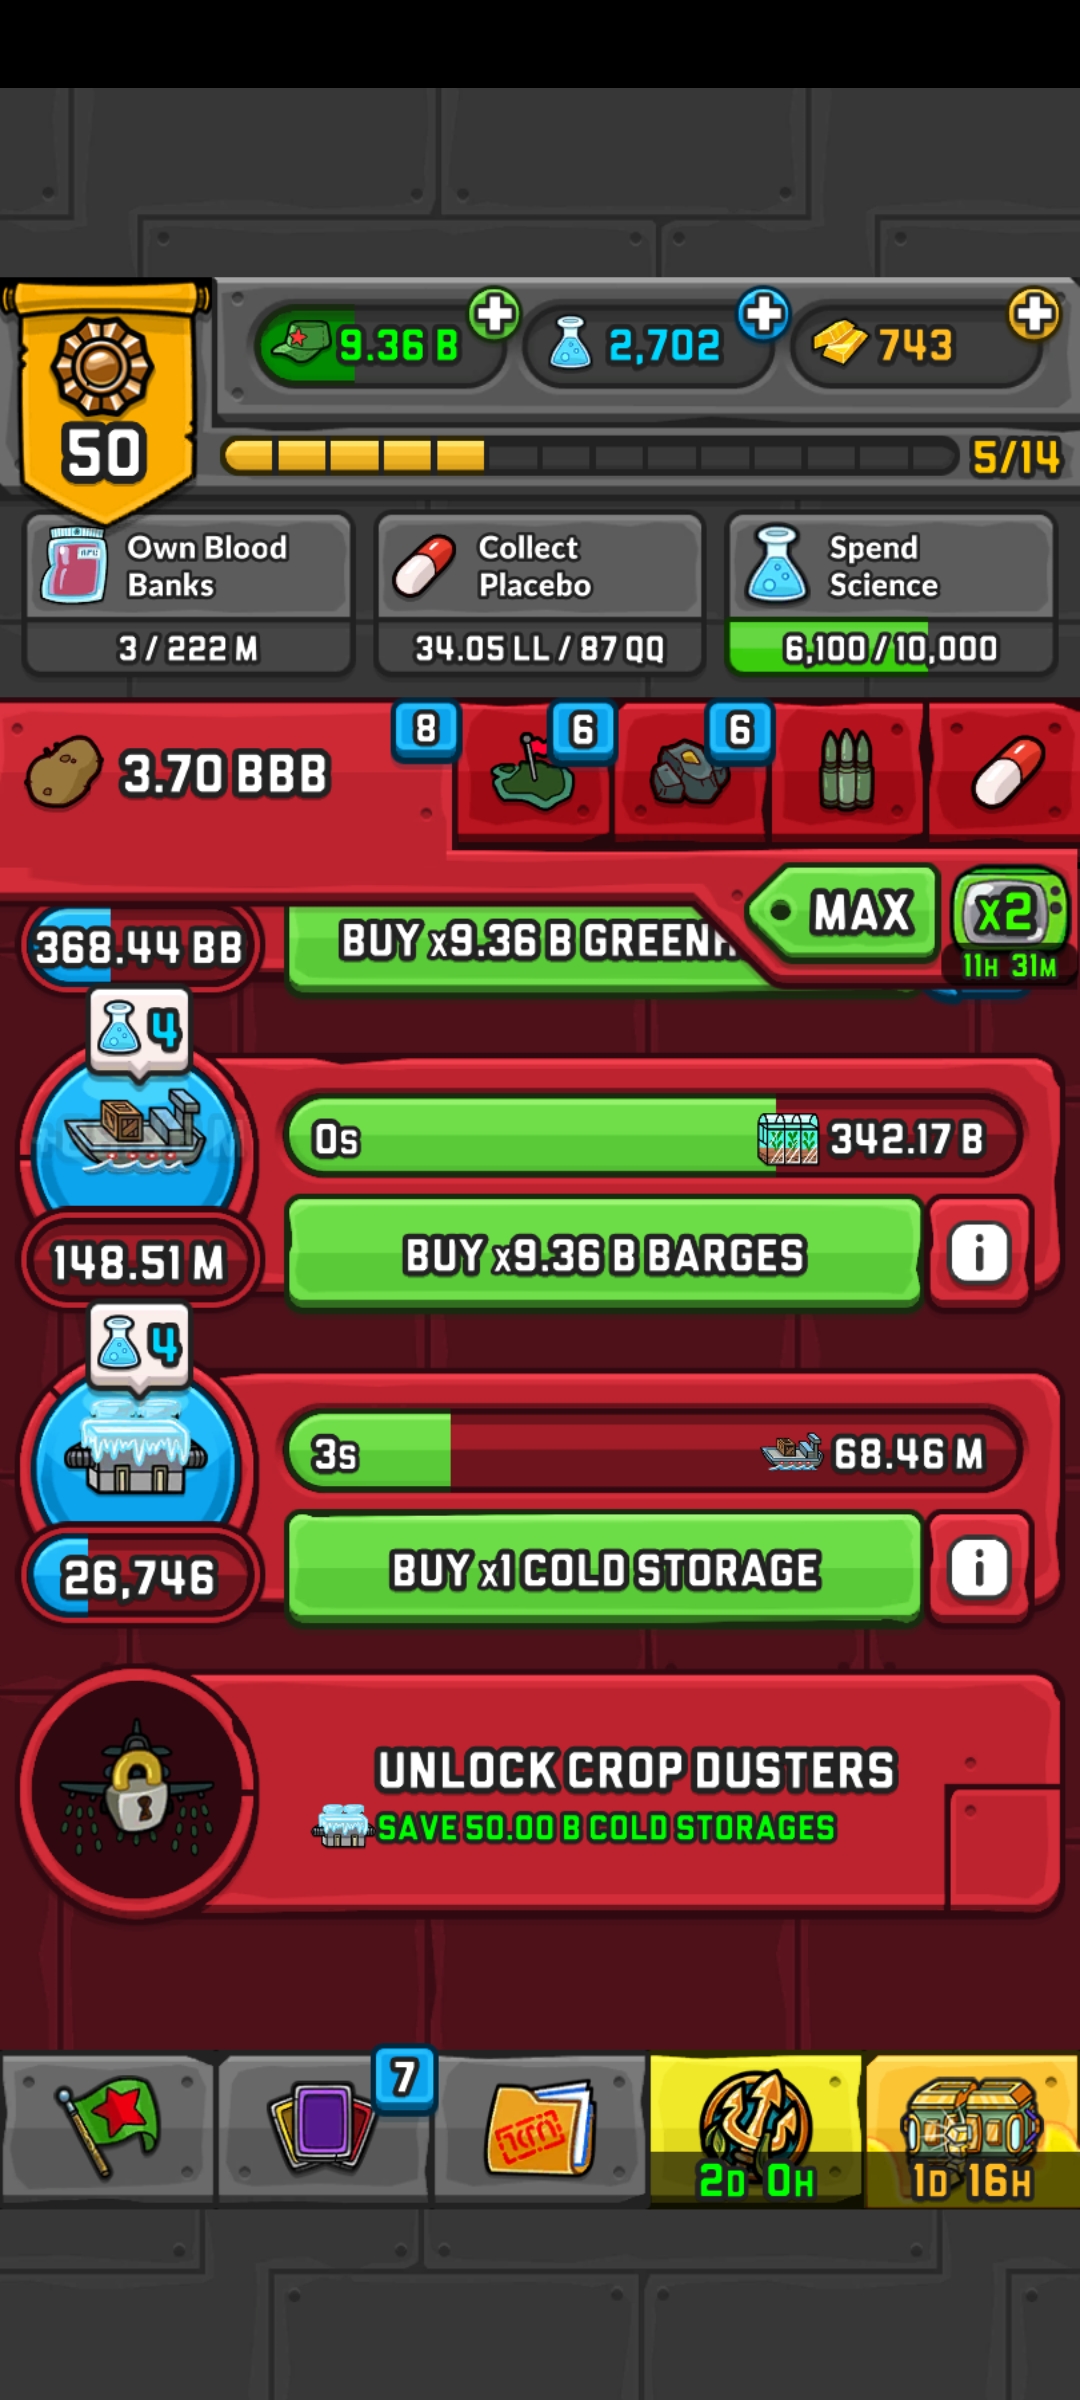 9.36 B
2,702
743
50
5/14
Own Blood
Banks
3 / 222 M
Collect
Placebo
34.05 LL / 87 QQ
Spend
Science
6,100 / 10,000
3.70 BBB
8
6
6
MAX
x2
11H 31M
368.44 BB
BUY x9.36 B GREENH
4
0s
342.17 B
148.51 M
BUY x9.36 B BARGES
i
4
3s
68.46 M
26,746
BUY x1 COLD STORAGE
i
UNLOCK CROP DUSTERS
SAVE 50.00 B COLD STORAGES
7
2D 0H
1D 16H